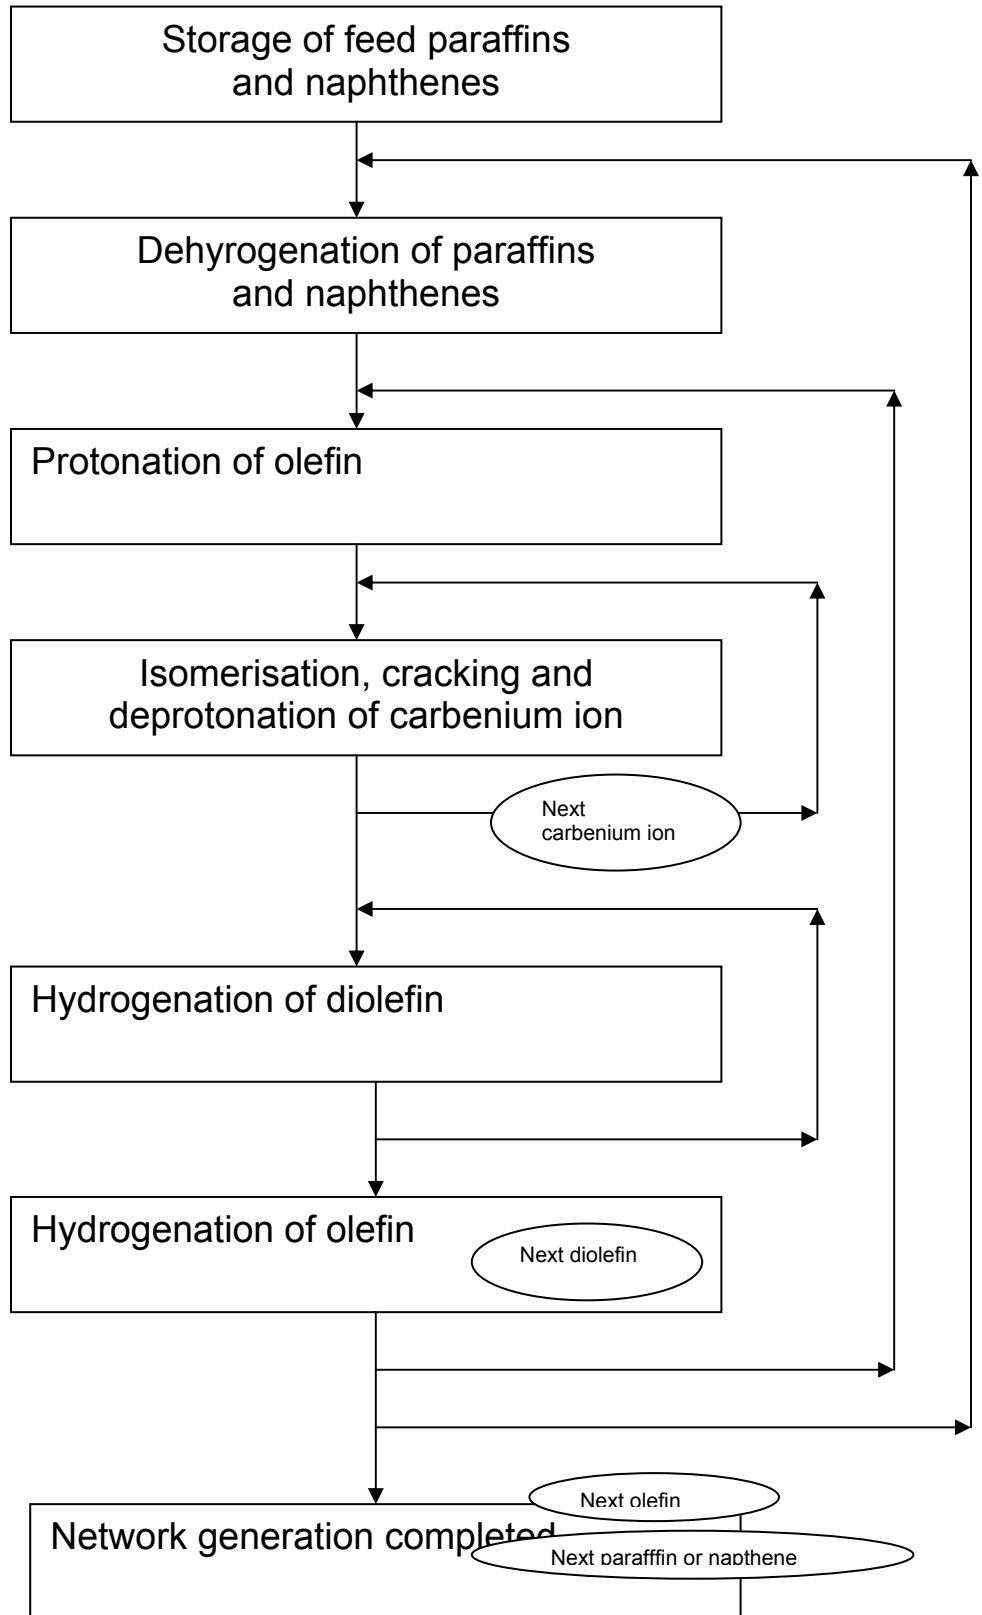 Storage of feed paraffins
and naphthenes
Dehyrogenation of paraffins
and naphthenes
Protonation of olefin
Isomerisation, cracking and
deprotonation of carbenium ion
Next
carbenium ion
Hydrogenation of diolefin
Hydrogenation of olefin
Next diolefin
Next olefin
Network generation completed
Next parafffin or napthene